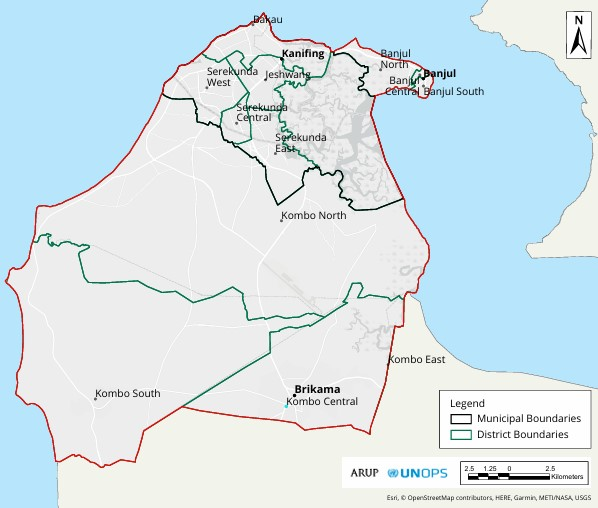 Bakau
N
Kanifing
Banjul
North
Serekunda
West
Jeshwang
Banjul
Banjul
Central
Banjul South
Serekunda
Central
Serekunda
East
Kombo North
Kombo East
Brikama
Kombo Central
Kombo South
Legend
Municipal Boundaries
District Boundaries
ARUP
UNOPS
2.5 1.25 0 2.5
Kilometers
Esri, © OpenStreetMap contributors, HERE, Garmin, METI/NASA, USGS